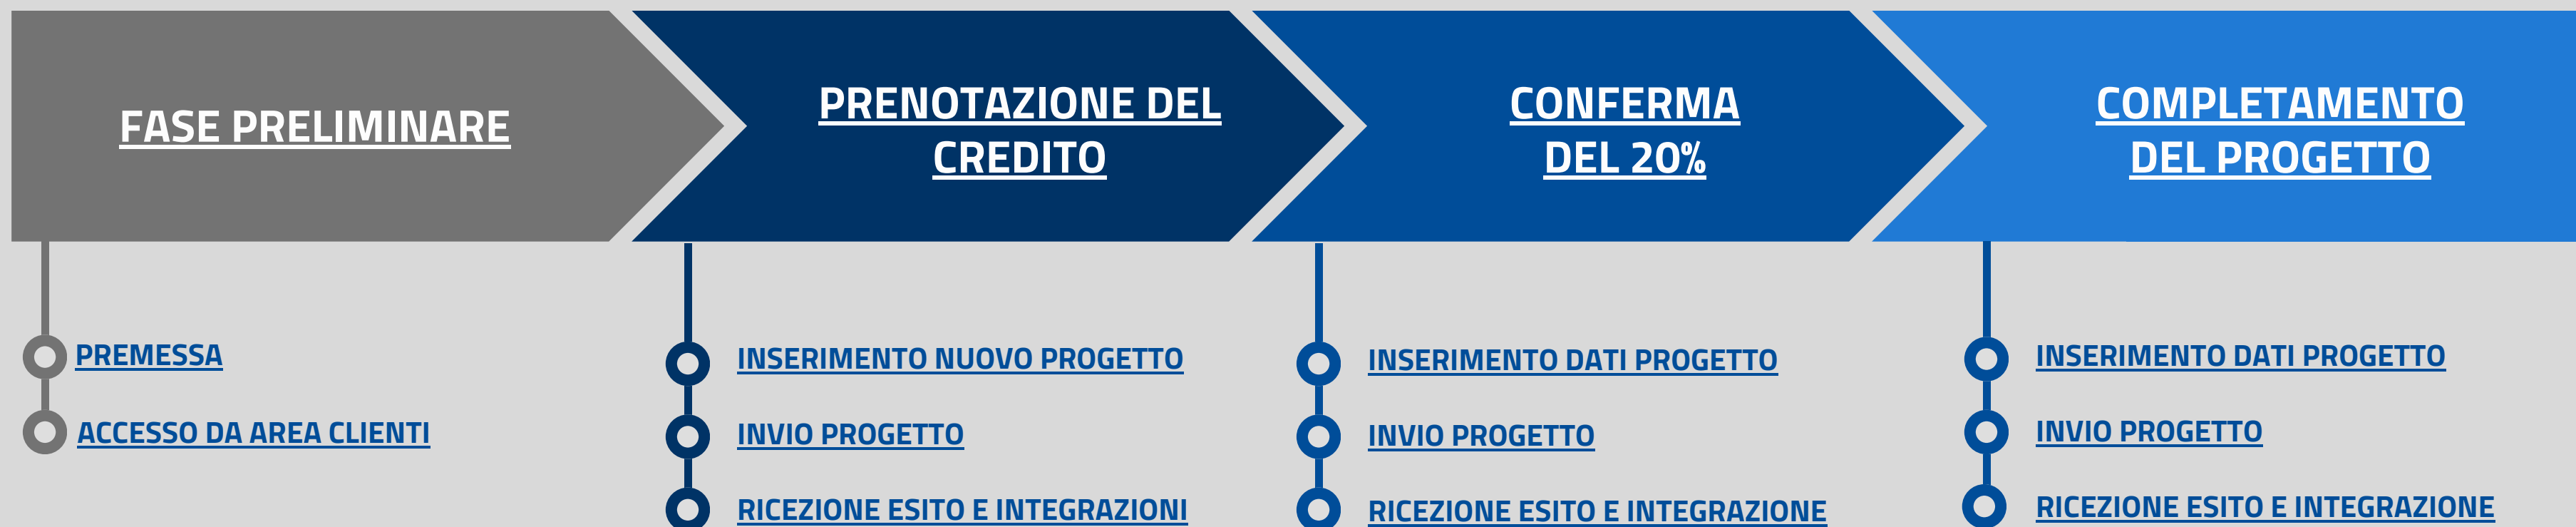 FASE PRELIMINARE
PREMESSA
ACCESSO DA AREA CLIENTI
PRENOTAZIONE DEL
CREDITO
INSERIMENTO NUOVO PROGETTO
INVIO PROGETTO
RICEZIONE ESITO E INTEGRAZIONI
CONFERMA
DEL 20%
INSERIMENTO DATI PROGETTO
INVIO PROGETTO
RICEZIONE ESITO E INTEGRAZIONE
COMPLETAMENTO
DEL PROGETTO
INSERIMENTO DATI PROGETTO
INVIO PROGETTO
RICEZIONE ESITO E INTEGRAZIONE